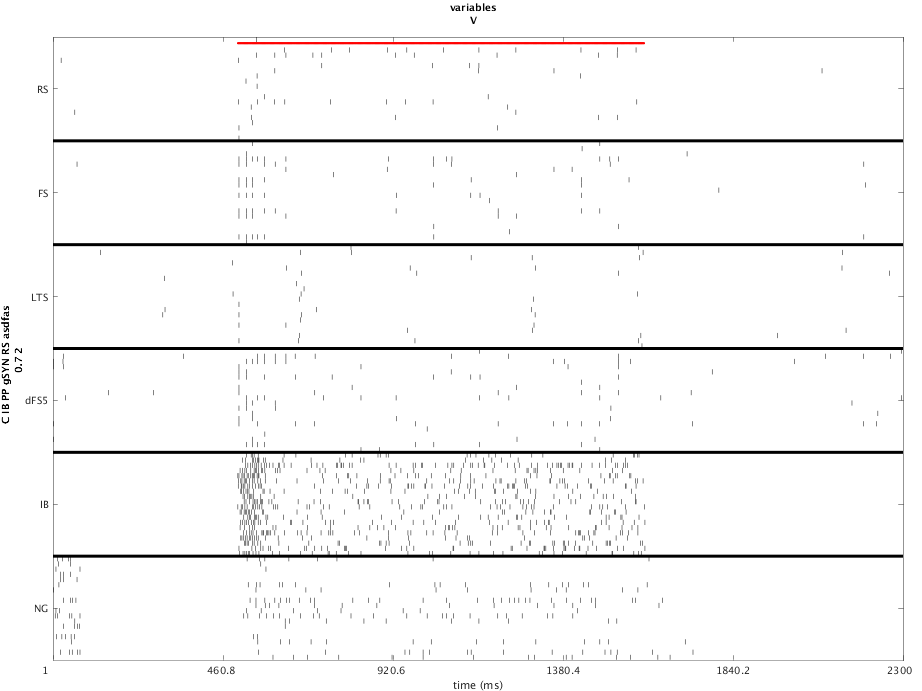 variables
V
RS
FS
LTS
dFS5
IB
NG
C IB PP gSYN RS asdfas
0.7 2
1
460.8
920.6
1380.4
1840.2
2300
time (ms)